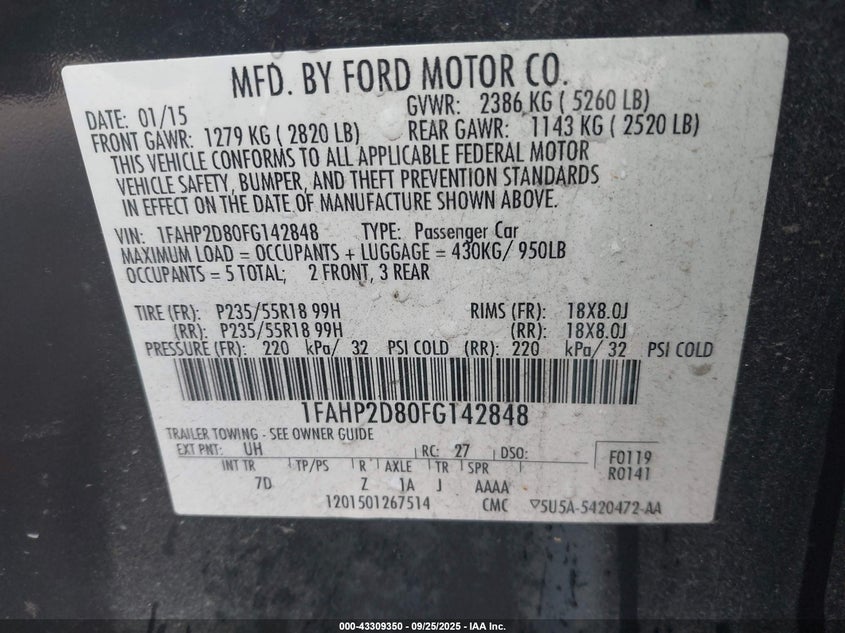 MFD. BY FORD MOTOR CO.
DATE: 01/15 GVWR: 2386 KG ( 5260 LB)
FRONT GAWR: 1279 KG ( 2820 LB) REAR GAWR: 1143 KG ( 2520 LB)
THIS VEHICLE CONFORMS TO ALL APPLICABLE FEDERAL MOTOR
VEHICLE SAFETY, BUMPER, AND THEFT PREVENTION STANDARDS
IN EFFECT ON THE DATE OF MANUFACTURE SHOWN ABOVE.
VIN: 1FAHP2D80FG142848 TYPE: Passenger Car
MAXIMUM LOAD = OCCUPANTS + LUGGAGE = 430KG/ 950LB
OCCUPANTS = 5 TOTAL; 2 FRONT, 3 REAR
TIRE (FR): P235/55R18 99H RIMS (FR): 18X8.0J
(RR): P235/55R18 99H (RR): 18X8.0J
PRESSURE (FR): 220 kPa/ 32 PSI COLD (RR): 220 kPa/ 32 PSI COLD
1FAHP2D80FG142848
TRAILER TOWING - SEE OWNER GUIDE
EXT PNT: UH RC: 27 DSO: F0119
R0141
INT TR TP/PS R AXLE TR SPR
7D Z 1A J AAAA
1201501267514 CMC ▽5U5A-5420472-AA
000-43309350 - 09/25/2025 - IAA Inc.